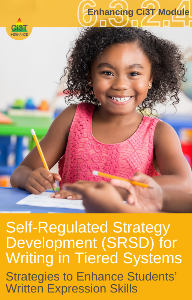 Enhancing Ci3T Module
6.3.2.4
Ci3T
Self-Regulated Strategy
Development (SRSD) for
Writing in Tiered Systems
Strategies to Enhance Students'
Written Expression Skills